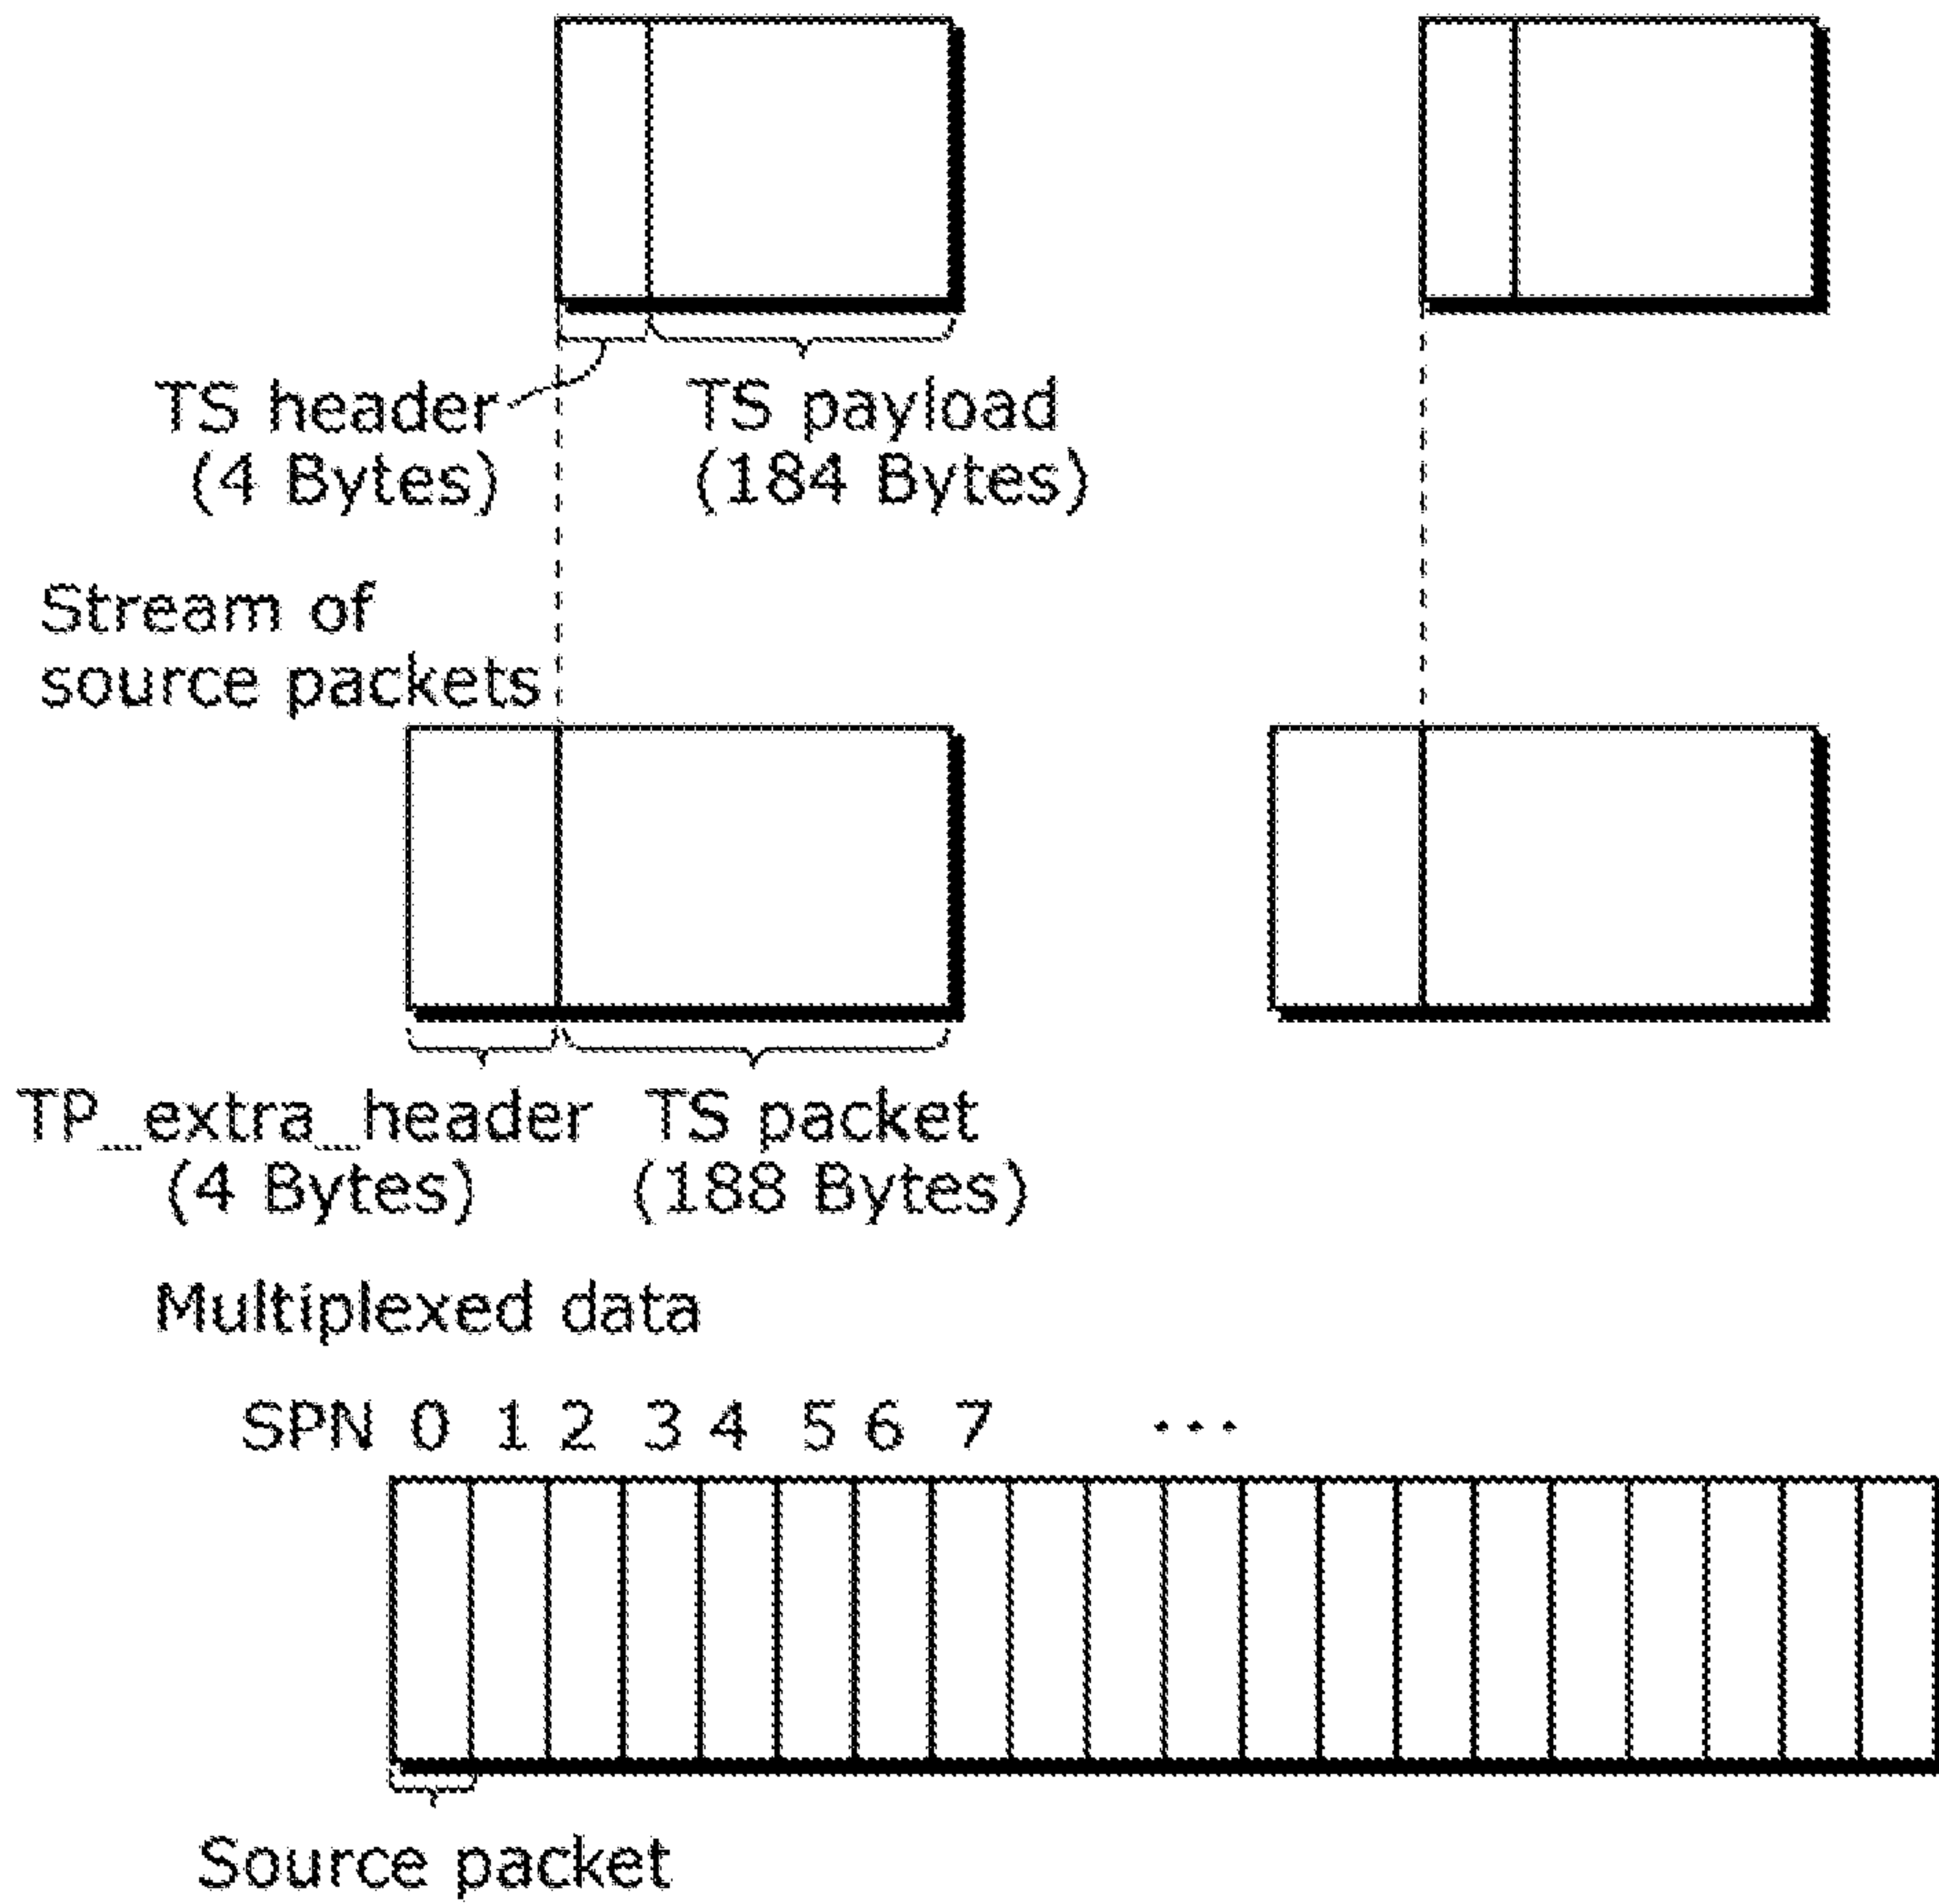 TS header
(4 Bytes)
TS payload
(184 Bytes)
Stream of
source packets
TP_extra_header
(4 Bytes)
TS packet
(188 Bytes)
Multiplexed data
SPN 0 1 2 3 4 5 6 7 ...
Source packet